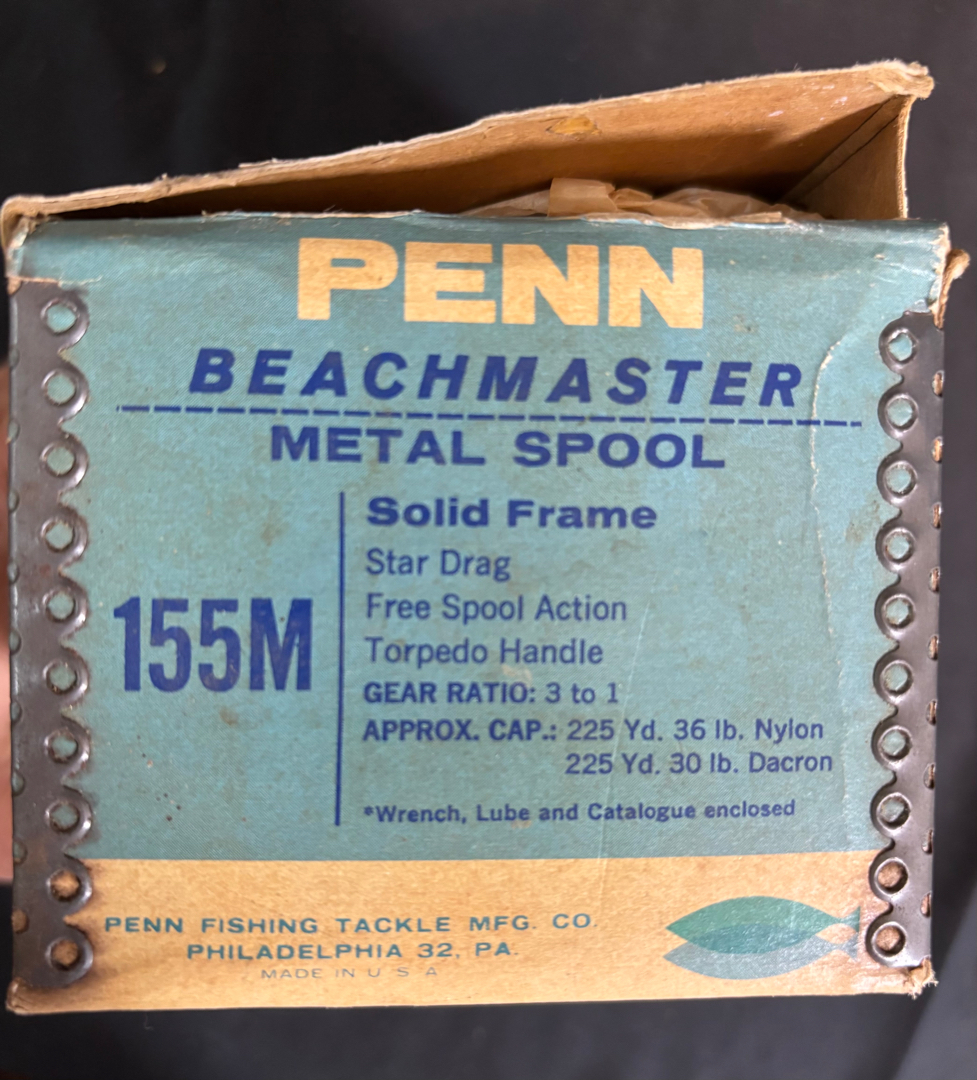 PENN
BEACHMASTER
METAL SPOOL
155M
Solid Frame
Star Drag
Free Spool Action
Torpedo Handle
GEAR RATIO: 3 to 1
APPROX. CAP.: 225 Yd. 36 lb. Nylon
225 Yd. 30 lb. Dacron
*Wrench, Lube and Catalogue enclosed
PENN FISHING TACKLE MFG. CO.
PHILADELPHIA 32, PA.
MADE IN U S A